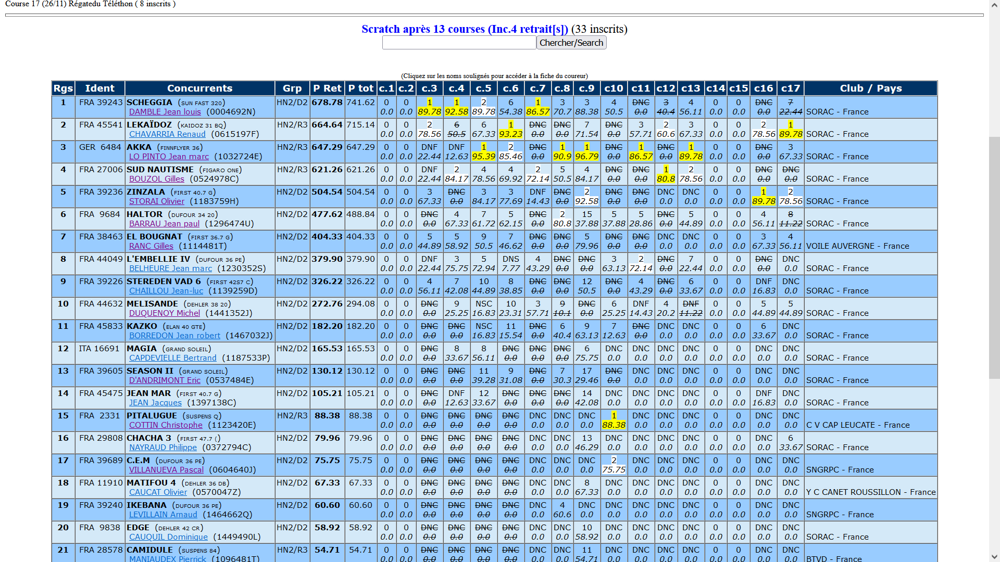 Course 17 (26/11) Régatedu Téléthon ( 8 inscrits )
Scratch après 13 courses (Inc.4 retrait[s]) (33 inscrits)
Chercher/Search
(Cliquez sur les noms soulignés pour accéder à la fiche du coureur)
Rgs Ident Concurrents Grp P Ret P tot c.1 c.2 c.3 c.4 c.5 c.6 c.7 c.8 c.9 c10 c11 c12 c13 c14 c15 c16 c17 Club / Pays
1 FRA 39243 SCHEGGIA (SUN FAST 320) HN2/D2 678.78 741.62 0 0 1 1 2 6 1 3 3 4 DNC 3 4 0 0 DNC 7
DAMBLE Jean louis (0004692N) 0.0 0.0 89.78 92.58 89.78 54.38 86.57 70.7 88.38 50.5 0.0 40.4 56.11 0.0 0.0 0.0 22.44 SORAC - France
2 FRA 45541 LEKAÏDOZ (KAIDOZ 31 BQ) HN2/R3 664.64 715.14 0 0 2 6 6 1 DNC DNC 7 DNC 3 2 3 0 0 2 1
CHAVARRIA Renaud (0615197F) 0.0 0.0 78.56 50.5 67.33 93.23 0.0 0.0 71.54 0.0 57.71 60.6 67.33 0.0 0.0 78.56 89.78 SORAC - France
3 GER 6484 AKKA (FINNFLYER 36) HN2/R3 647.29 647.29 0 0 DNF DNF 1 2 DNC 1 1 DNC 1 DNC 1 0 0 DNC 3
LO PINTO Jean marc (1032724E) 0.0 0.0 22.44 12.63 95.39 85.46 0.0 90.9 96.79 0.0 86.57 0.0 89.78 0.0 0.0 0.0 67.33 SORAC - France
4 FRA 27006 SUD NAUTISME (FIGARO ONE) HN2/R3 621.26 621.26 0 0 DNF 2 4 4 2 5 4 DNC DNC 1 2 0 0 DNC DNC
BOUZOL Gilles (0524978C) 0.0 0.0 22.44 84.17 78.56 69.92 72.14 50.5 84.17 0.0 0.0 80.8 78.56 0.0 0.0 0.0 0.0 SORAC - France
5 FRA 39236 ZINZALA (FIRST 40.7 G) HN2/D2 504.54 504.54 0 0 3 DNC 3 3 DNF DNC 2 DNC DNC DNC DNC 0 0 1 2
STORAI Olivier (1183759H) 0.0 0.0 67.33 0.0 84.17 77.69 14.43 0.0 92.58 0.0 0.0 0.0 0.0 0.0 0.0 89.78 78.56 SORAC - France
6 FRA 9684 HALTOR (DUFOUR 34 20) HN2/D2 477.62 488.84 0 0 DNC 4 7 5 DNC 2 15 5 5 DNC 5 0 0 4 8
BARRAU Jean paul (1296474U) 0.0 0.0 0.0 67.33 61.72 62.15 0.0 80.8 37.88 37.88 28.86 0.0 44.89 0.0 0.0 56.11 11.22 SORAC - France
7 FRA 38463 EL BOUGNAT (FIRST 36.7 G) HN2/D2 404.33 404.33 0 0 5 5 9 7 DNC DNC 5 DNC DNC DNC DNC 0 0 3 4
RANC Gilles (1114481T) 0.0 0.0 44.89 58.92 50.5 46.62 0.0 0.0 79.96 0.0 0.0 0.0 0.0 0.0 0.0 67.33 56.11 VOILE AUVERGNE - France
8 FRA 44049 L'EMBELLIE IV (DUFOUR 36 PE) HN2/D2 379.90 379.90 0 0 DNF 3 5 DNS 4 DNC DNC 3 2 DNC 7 0 0 DNC DNC
BELHEURE Jean marc (1230352S) 0.0 0.0 22.44 75.75 72.94 7.77 43.29 0.0 0.0 63.13 72.14 0.0 22.44 0.0 0.0 0.0 0.0 SORAC - France
9 FRA 39226 STEREDEN VAD 6 (FIRST 42S7 C) HN2/D2 326.22 326.22 0 0 4 7 10 8 DNC DNC 12 DNC 4 DNC 6 0 0 DNF DNC
CHAILLOU Jean-luc (1139259D) 0.0 0.0 56.11 42.08 44.89 38.85 0.0 0.0 50.5 0.0 43.29 0.0 33.67 0.0 0.0 16.83 0.0 SORAC - France
10 FRA 44632 MELISANDE (DEHLER 38 20) HN2/D2 272.76 294.08 0 0 DNC 9 NSC 10 3 9 DNC 6 DNF 4 DNF 0 0 5 5
DUQUENOY Michel (1441352J) 0.0 0.0 0.0 25.25 16.83 23.31 57.71 10.1 0.0 25.25 14.43 20.2 11.22 0.0 0.0 44.89 44.89 SORAC - France
11 FRA 45833 KAZKO (ELAN 40 GTE) HN2/D2 182.20 182.20 0 0 DNC DNC NSC 11 DNC 6 9 7 DNC DNC DNC 0 0 6 DNC
BORREDON Jean robert (1467032J) 0.0 0.0 0.0 0.0 16.83 15.54 0.0 40.4 63.13 12.63 0.0 0.0 0.0 0.0 0.0 33.67 0.0 SORAC - France
12 ITA 16691 MAGIA (GRAND SOLEIL) HN2/D2 165.53 165.53 0 0 DNC 8 8 DNC DNC DNC 6 DNC DNC DNC DNC 0 0 DNC DNC
CAPDEVIELLE Bertrand (1187533P) 0.0 0.0 0.0 33.67 56.11 0.0 0.0 0.0 75.75 0.0 0.0 0.0 0.0 0.0 0.0 0.0 0.0 SORAC - France
13 FRA 39605 SEASON II (GRAND SOLEIL) HN2/D2 130.12 130.12 0 0 DNC DNC 11 9 DNC 7 17 DNC DNC DNC DNC 0 0 DNC DNC
D'ANDRIMONT Eric (0537484E) 0.0 0.0 0.0 0.0 39.28 31.08 0.0 30.3 29.46 0.0 0.0 0.0 0.0 0.0 0.0 0.0 0.0 SORAC - France
14 FRA 45475 JEAN MAR (FIRST 40.7 G) HN2/D2 105.21 105.21 0 0 DNC DNF 12 DNC DNC DNC 14 DNC DNC DNC DNC 0 0 DNF DNC
JEAN Jacques (1397138C) 0.0 0.0 0.0 12.63 33.67 0.0 0.0 0.0 42.08 0.0 0.0 0.0 0.0 0.0 0.0 16.83 0.0 SORAC - France
15 FRA 2331 PITALUGUE (SUSPENS Q) HN2/R3 88.38 88.38 0 0 DNC DNC DNC DNC DNC DNC DNC 1 DNC DNC DNC 0 0 DNC DNC
COTTIN Christophe (1123420E) 0.0 0.0 0.0 0.0 0.0 0.0 0.0 0.0 0.0 88.38 0.0 0.0 0.0 0.0 0.0 0.0 0.0 C V CAP LEUCATE - France
16 FRA 29808 CHACHA 3 (FIRST 47.7 () HN2/D2 79.96 79.96 0 0 DNC DNC DNC DNC DNC DNC 13 DNC DNC DNC DNC 0 0 DNC 6
NAYRAUD Philippe (0372794C) 0.0 0.0 0.0 0.0 0.0 0.0 0.0 0.0 46.29 0.0 0.0 0.0 0.0 0.0 0.0 0.0 33.67 SORAC - France
17 FRA 39689 C.E.M (DUFOUR 36 PE) HN2/D2 75.75 75.75 0 0 DNC DNC DNC DNC DNC DNC DNC 2 DNC DNC DNC 0 0 DNC DNC
VILLANUEVA Pascal (0604640J) 0.0 0.0 0.0 0.0 0.0 0.0 0.0 0.0 0.0 75.75 0.0 0.0 0.0 0.0 0.0 0.0 0.0 SNGRPC - France
18 FRA 11910 MATIFOU 4 (DEHLER 36 DB) HN2/D2 67.33 67.33 0 0 DNC DNC DNC DNC DNC DNC 8 DNC DNC DNC DNC 0 0 DNC DNC
CAUCAT Olivier (0570047Z) 0.0 0.0 0.0 0.0 0.0 0.0 0.0 0.0 67.33 0.0 0.0 0.0 0.0 0.0 0.0 0.0 0.0 Y C CANET ROUSSILLON - France
19 FRA 39240 IKEBANA (DUFOUR 36 PE) HN2/D2 60.60 60.60 0 0 DNC DNC DNC DNC DNC 4 DNC DNC DNC DNC DNC 0 0 DNC DNC
LEVILLAIN Arnaud (1464662Q) 0.0 0.0 0.0 0.0 0.0 0.0 0.0 60.6 0.0 0.0 0.0 0.0 0.0 0.0 0.0 0.0 0.0 SNGRPC - France
20 FRA 9838 EDGE (DEHLER 42 CR) HN2/D2 58.92 58.92 0 0 DNC DNC DNC DNC DNC DNC 10 DNC DNC DNC DNC 0 0 DNC DNC
CAUQUIL Dominique (1449490L) 0.0 0.0 0.0 0.0 0.0 0.0 0.0 0.0 58.92 0.0 0.0 0.0 0.0 0.0 0.0 0.0 0.0 SORAC - France
21 FRA 28578 CAMIDULE (SUSPENS 84) HN2/R3 54.71 54.71 0 0 DNC DNC DNC DNC DNC DNC 11 DNC DNC DNC DNC 0 0 DNC DNC
MANIAUDEX Pierrick (1096481T) 0.0 0.0 0.0 0.0 0.0 0.0 0.0 0.0 54.71 0.0 0.0 0.0 0.0 0.0 0.0 0.0 0.0 BTVD - France